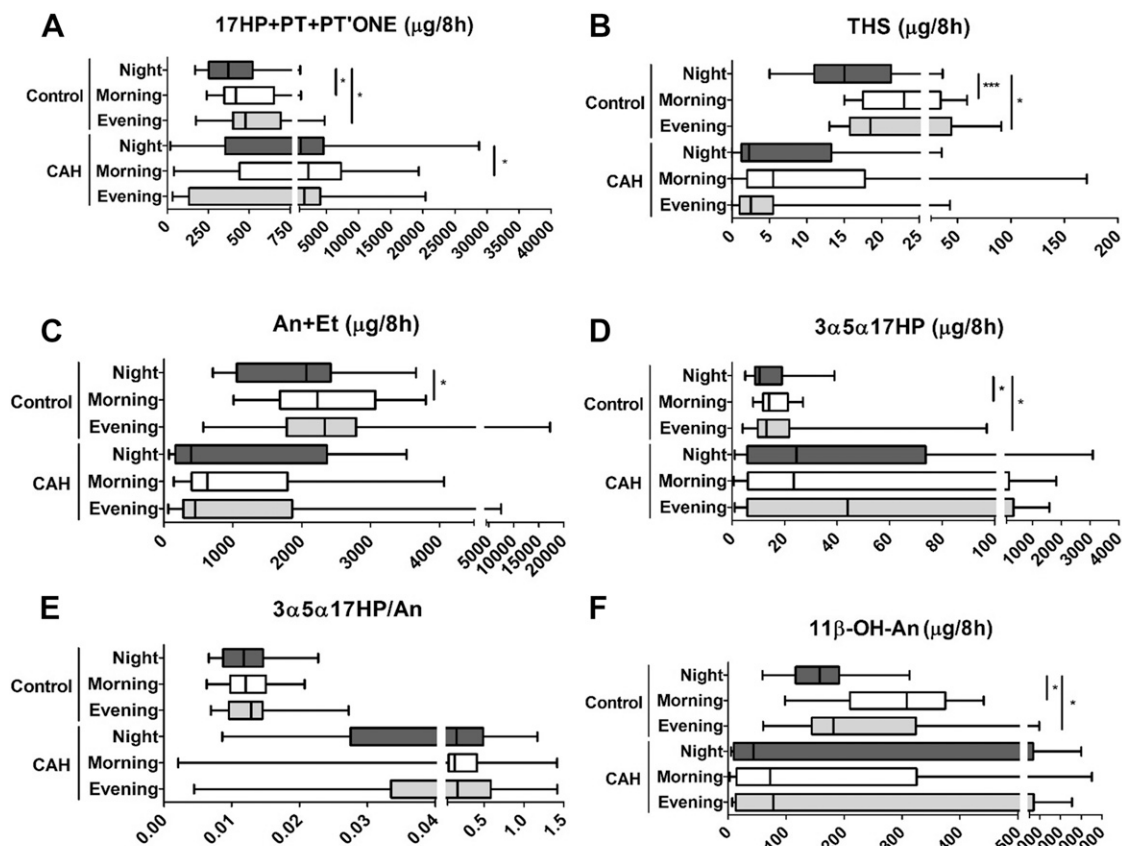 A
17HP+PT+PT'ONE (μg/8h)
Control
Night
Morning
Evening
CAH
Night
Morning
Evening
*
*
*
0 250 500 750 5000 10000 15000 20000 25000 30000 35000 40000
B
THS (μg/8h)
Control
Night
Morning
Evening
CAH
Night
Morning
Evening
***
*
0 5 10 15 20 25 50 100 150 200
C
An+Et (μg/8h)
Control
Night
Morning
Evening
CAH
Night
Morning
Evening
*
0 1000 2000 3000 4000 5000 10000 15000 20000
D
3α5α17HP (μg/8h)
Control
Night
Morning
Evening
CAH
Night
Morning
Evening
*
*
0 20 40 60 80 100 1000 2000 3000 4000
E
3α5α17HP/An
Control
Night
Morning
Evening
CAH
Night
Morning
Evening
0.00 0.01 0.02 0.03 0.04 0.5 1.0 1.5
F
11β-OH-An (μg/8h)
Control
Night
Morning
Evening
CAH
Night
Morning
Evening
*
*
0 100 200 300 400 500